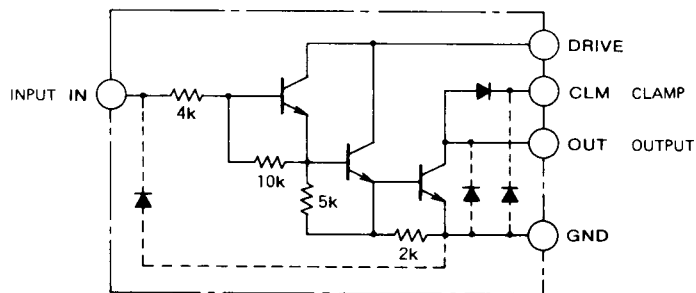 DRIVE
INPUT IN
4k
CLM CLAMP
OUT OUTPUT
10k
5k
2k
GND